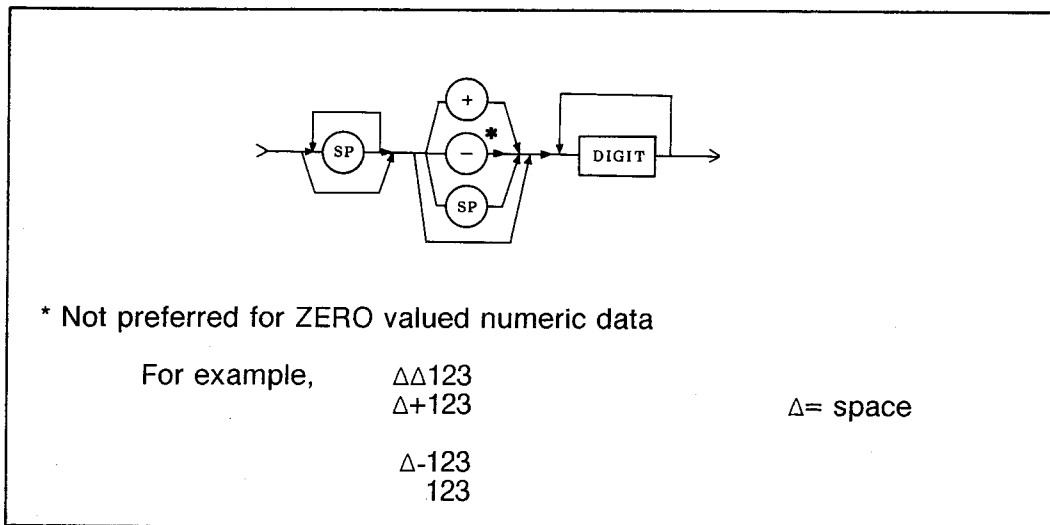 +
*
SP
−
DIGIT
SP
* Not preferred for ZERO valued numeric data
For example, ΔΔ123
Δ+123 Δ= space
Δ-123
123